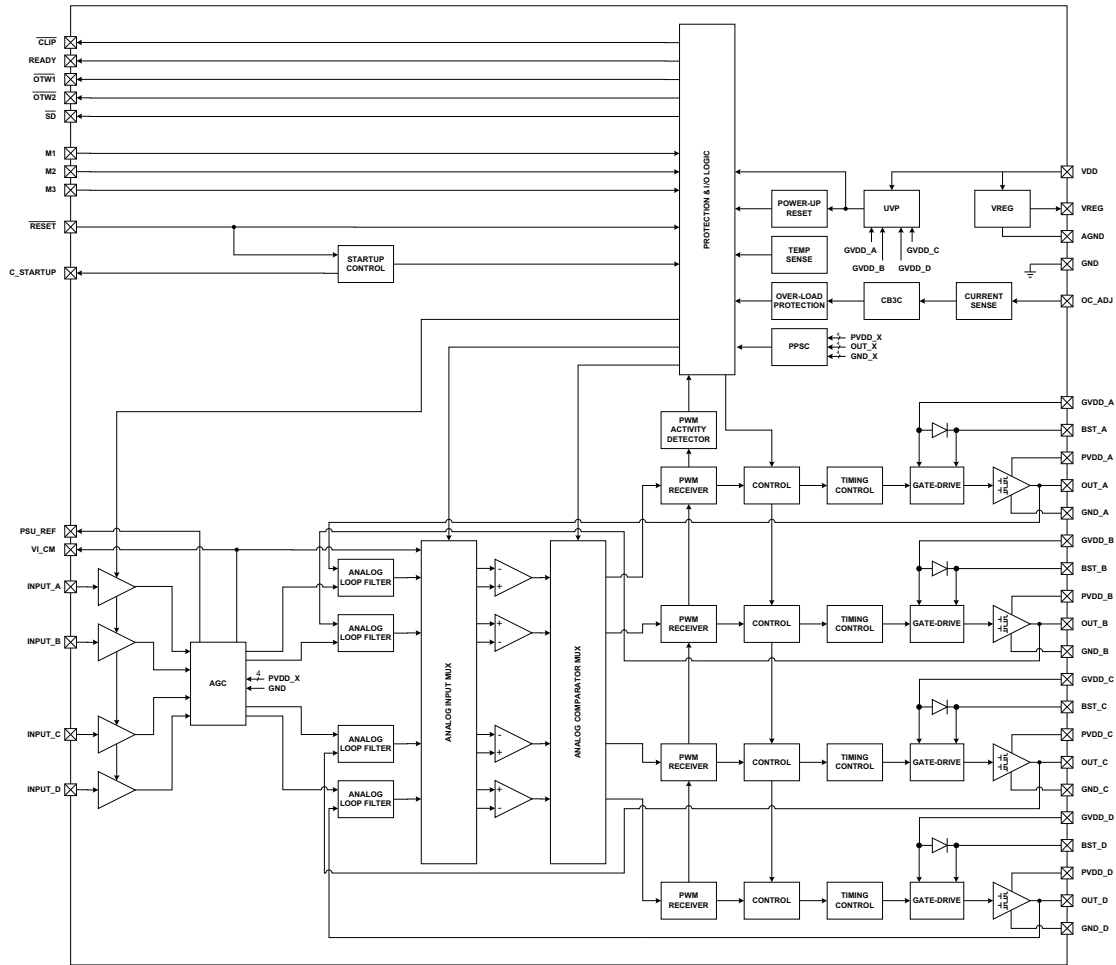 CLIP
READY
OTW1
OTW2
SD
M1
M2
M3
RESET
C_STARTUP
STARTUP
CONTROL
PROTECTION & I/O LOGIC
POWER-UP
RESET
UVP
GVDD_A
GVDD_B
GVDD_C
GVDD_D
VREG
TEMP
SENSE
OVER-LOAD
PROTECTION
CB3C
CURRENT
SENSE
PPSC
4
PVDD_X
4
OUT_X
4
GND_X
VDD
VREG
AGND
GND
OC_ADJ
PWM
ACTIVITY
DETECTOR
GVDD_A
BST_A
PVDD_A
OUT_A
GND_A
PWM
RECEIVER
CONTROL
TIMING
CONTROL
GATE-DRIVE
GVDD_B
BST_B
PVDD_B
OUT_B
GND_B
PWM
RECEIVER
CONTROL
TIMING
CONTROL
GATE-DRIVE
GVDD_C
BST_C
PVDD_C
OUT_C
GND_C
PWM
RECEIVER
CONTROL
TIMING
CONTROL
GATE-DRIVE
GVDD_D
BST_D
PVDD_D
OUT_D
GND_D
PWM
RECEIVER
CONTROL
TIMING
CONTROL
GATE-DRIVE
PSU_REF
VI_CM
INPUT_A
INPUT_B
INPUT_C
INPUT_D
AGC
4
PVDD_X
GND
ANALOG
LOOP FILTER
ANALOG
LOOP FILTER
ANALOG
LOOP FILTER
ANALOG
LOOP FILTER
ANALOG INPUT MUX
-
+
+
-
-
+
+
-
ANALOG COMPARATOR MUX